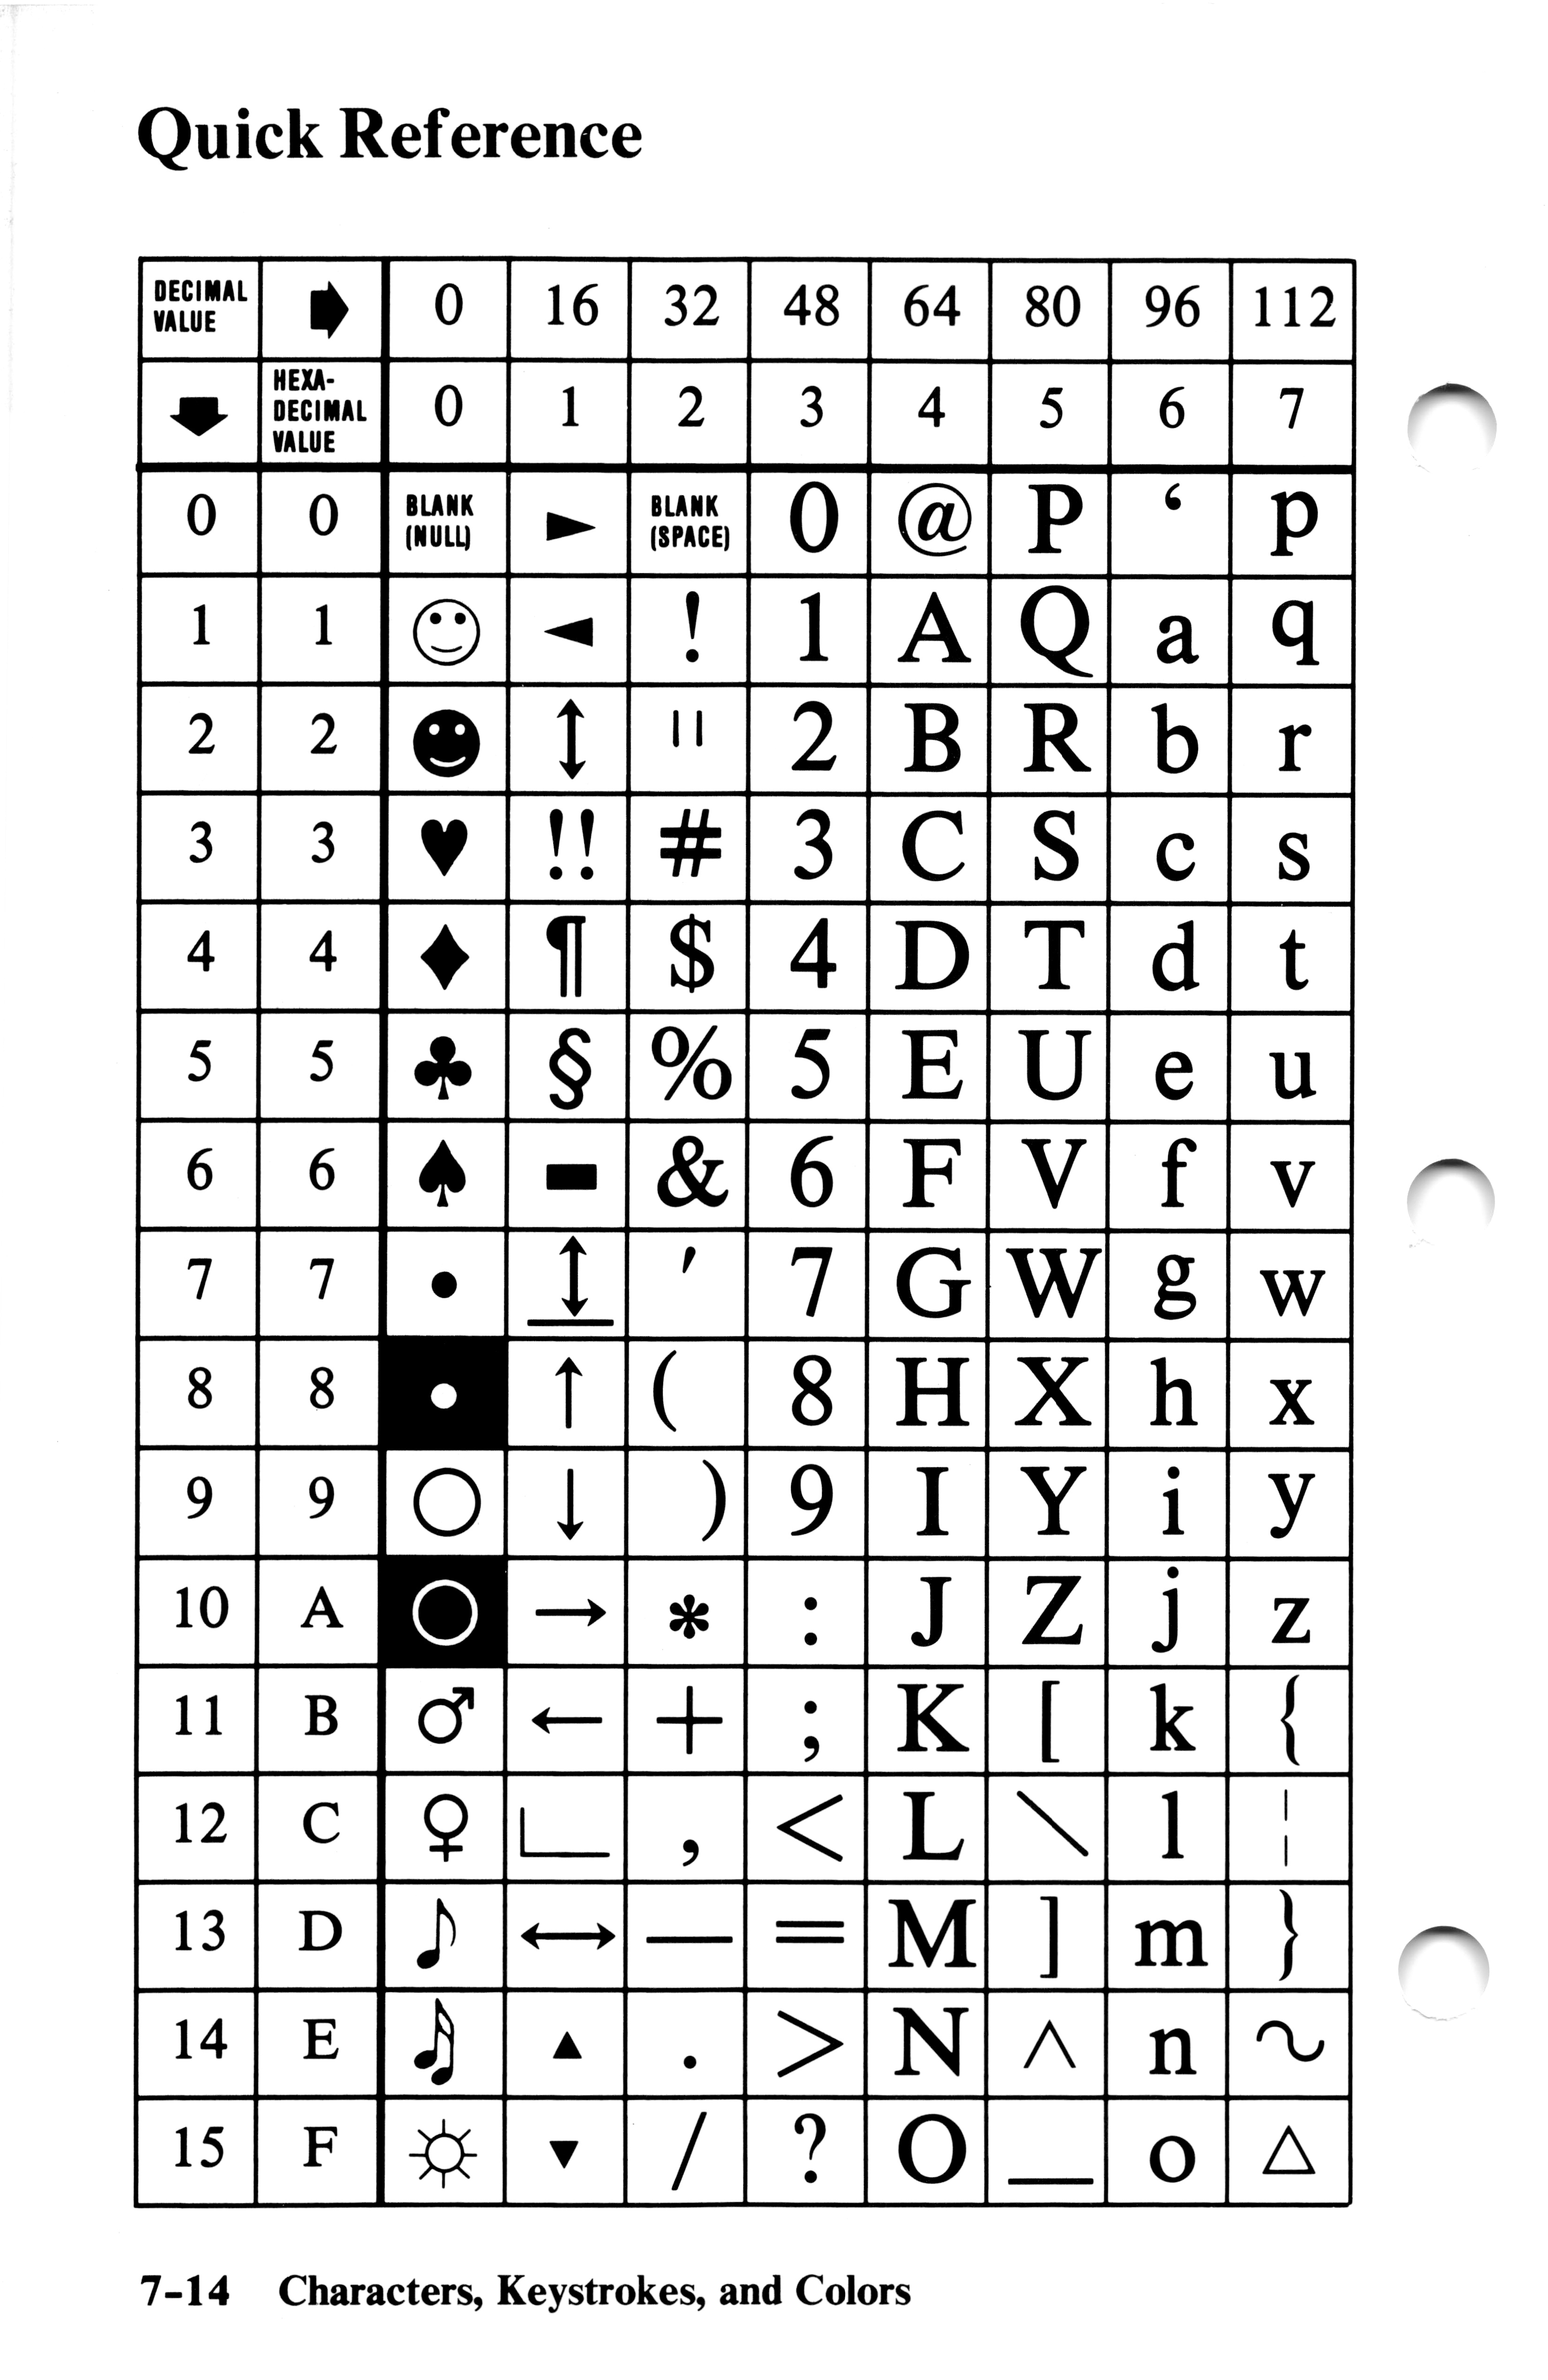 Quick Reference
DECIMAL VALUE 🡆 0 16 32 48 64 80 96 112
🡇 HEXA-DECIMAL VALUE 0 1 2 3 4 5 6 7
0 0 BLANK (NULL) ► BLANK (SPACE) 0 @ P ‘ p
1 1 ☺ ◄ ! 1 A Q a q
2 2 ☻ ↕ " 2 B R b r
3 3 ♥ ‼ # 3 C S c s
4 4 ♦ ¶ $ 4 D T d t
5 5 ♣ § % 5 E U e u
6 6 ♠ ▬ & 6 F V f v
7 7 • ↨ ' 7 G W g w
8 8 ◘ ↑ ( 8 H X h x
9 9 ○ ↓ ) 9 I Y i y
10 A ◙ → * : J Z j z
11 B ♂ ← + ; K [ k {
12 C ♀ ∟ , < L \ l ¦
13 D ♪ ↔ — = M ] m }
14 E ♫ ▲ . > N ^ n ~
15 F ☼ ▼ / ? O _ o △
7-14 Characters, Keystrokes, and Colors